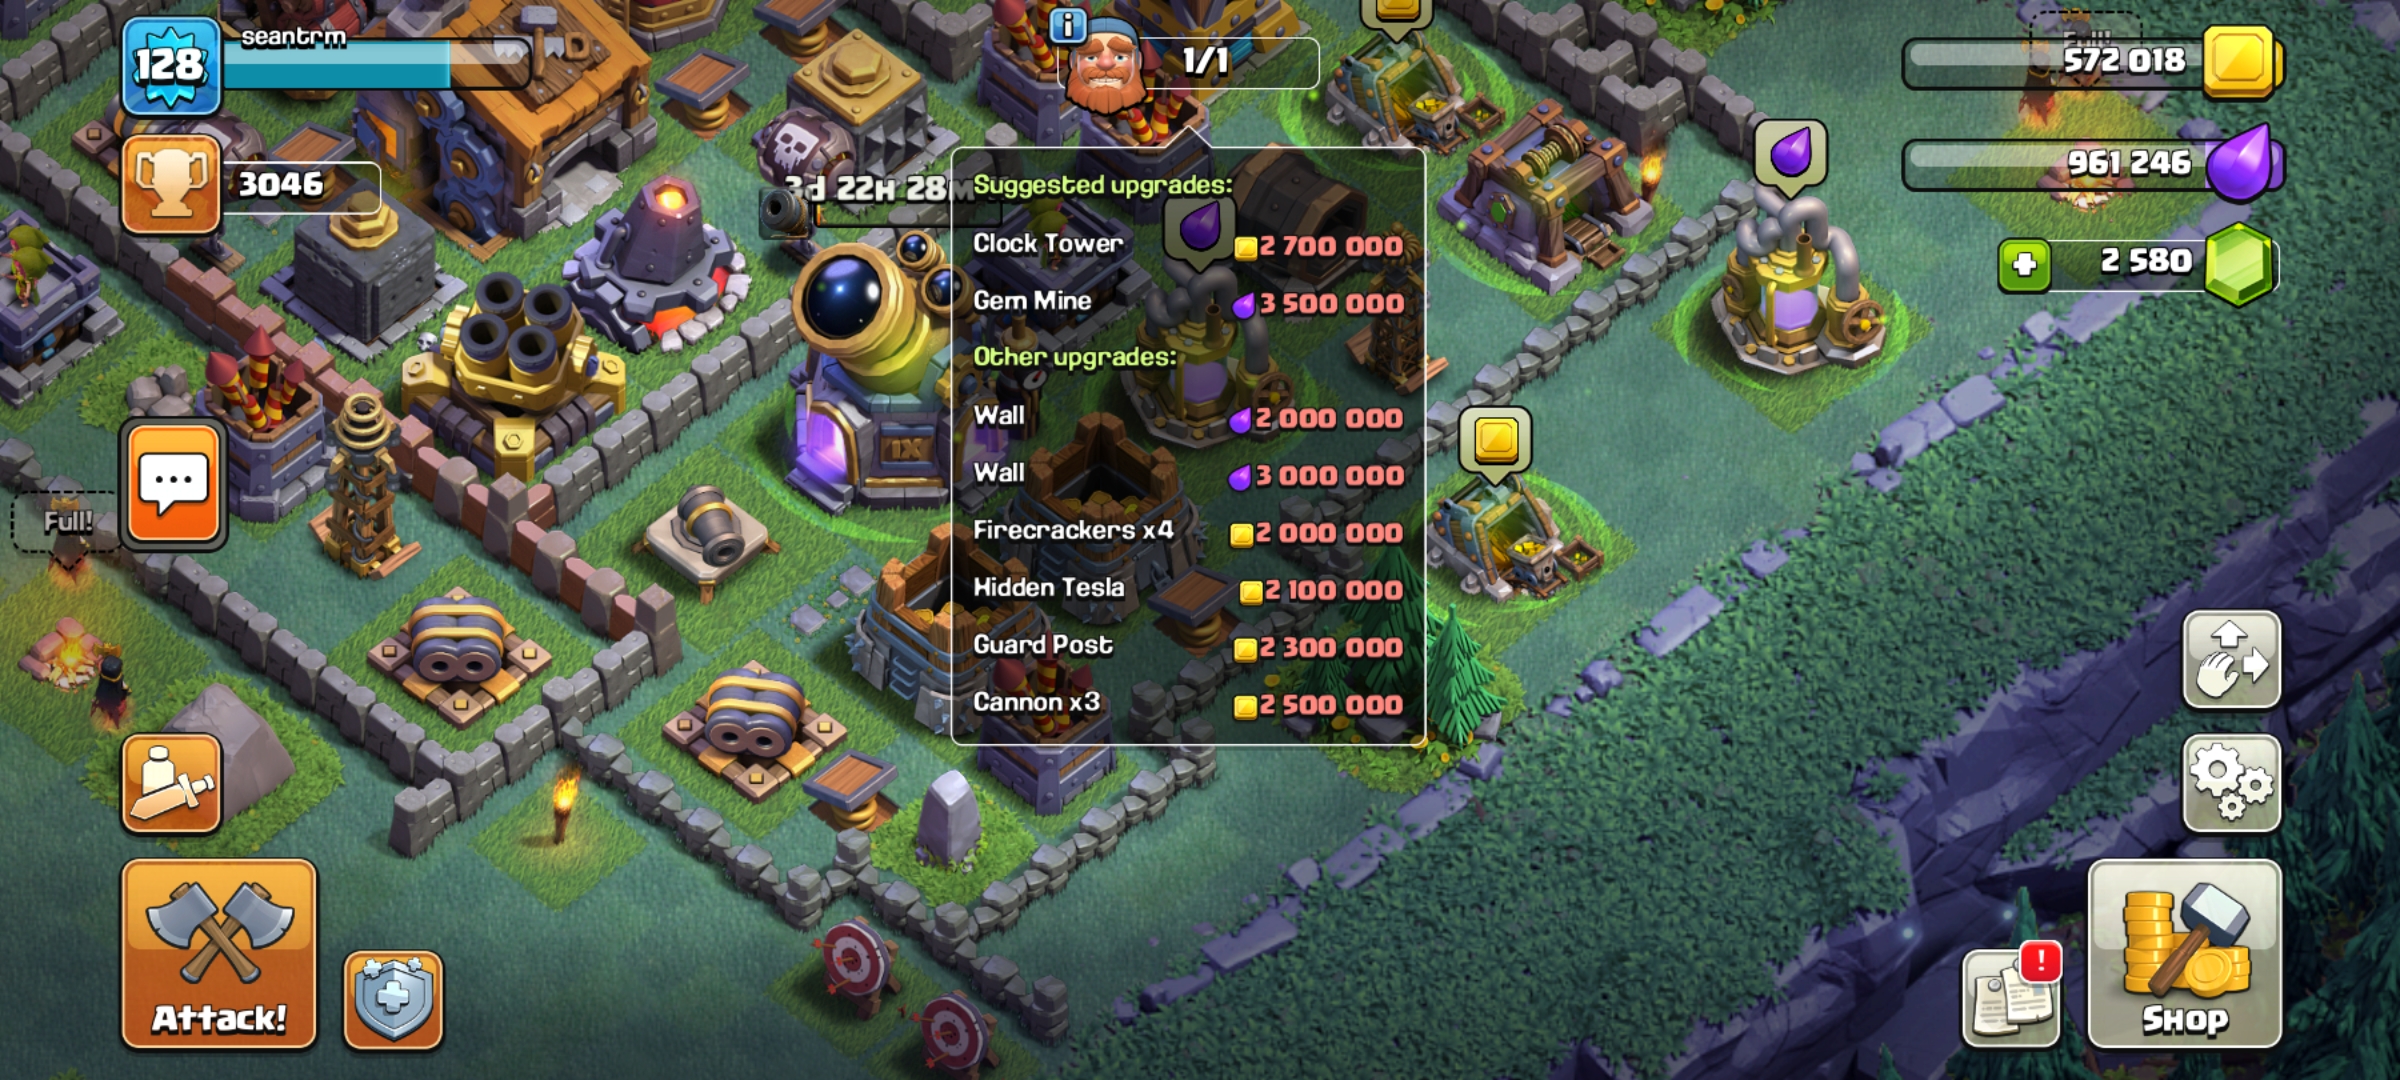 128
seantrm
1/1
572 018
Full!
3046
961 246
3d 22H 28M
2 580
Suggested upgrades:
Clock Tower 2 700 000
Gem Mine 3 500 000
Other upgrades:
Wall 2 000 000
Wall 3 000 000
Firecrackers x4 2 000 000
Hidden Tesla 2 100 000
Guard Post 2 300 000
Cannon x3 2 500 000
Full!
IX
Attack!
!
Shop